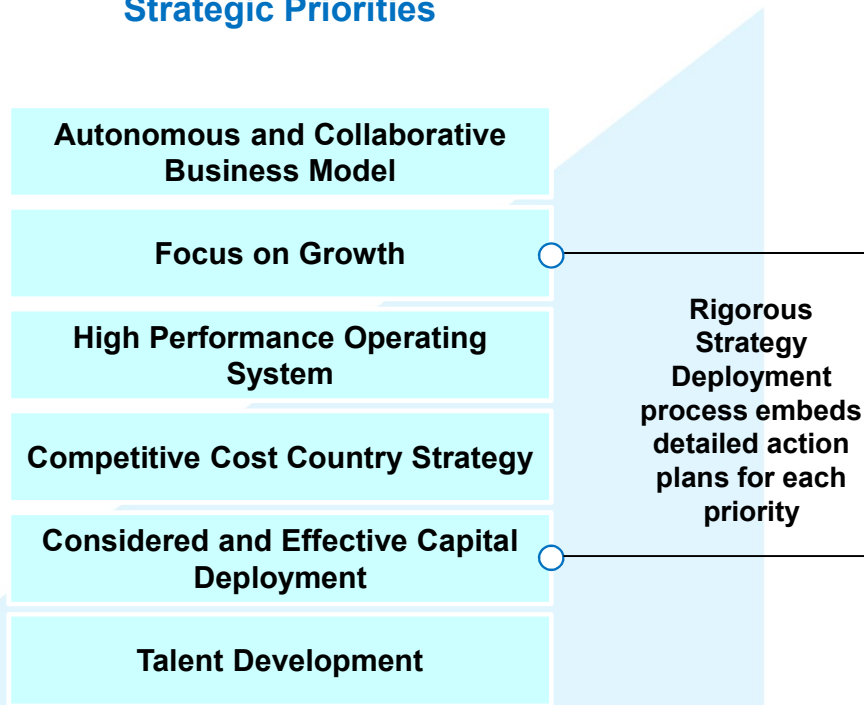 Strategic Priorities
Autonomous and Collaborative
Business Model
Focus on Growth
High Performance Operating
System
Competitive Cost Country Strategy
Considered and Effective Capital
Deployment
Talent Development
Rigorous
Strategy
Deployment
process embeds
detailed action
plans for each
priority